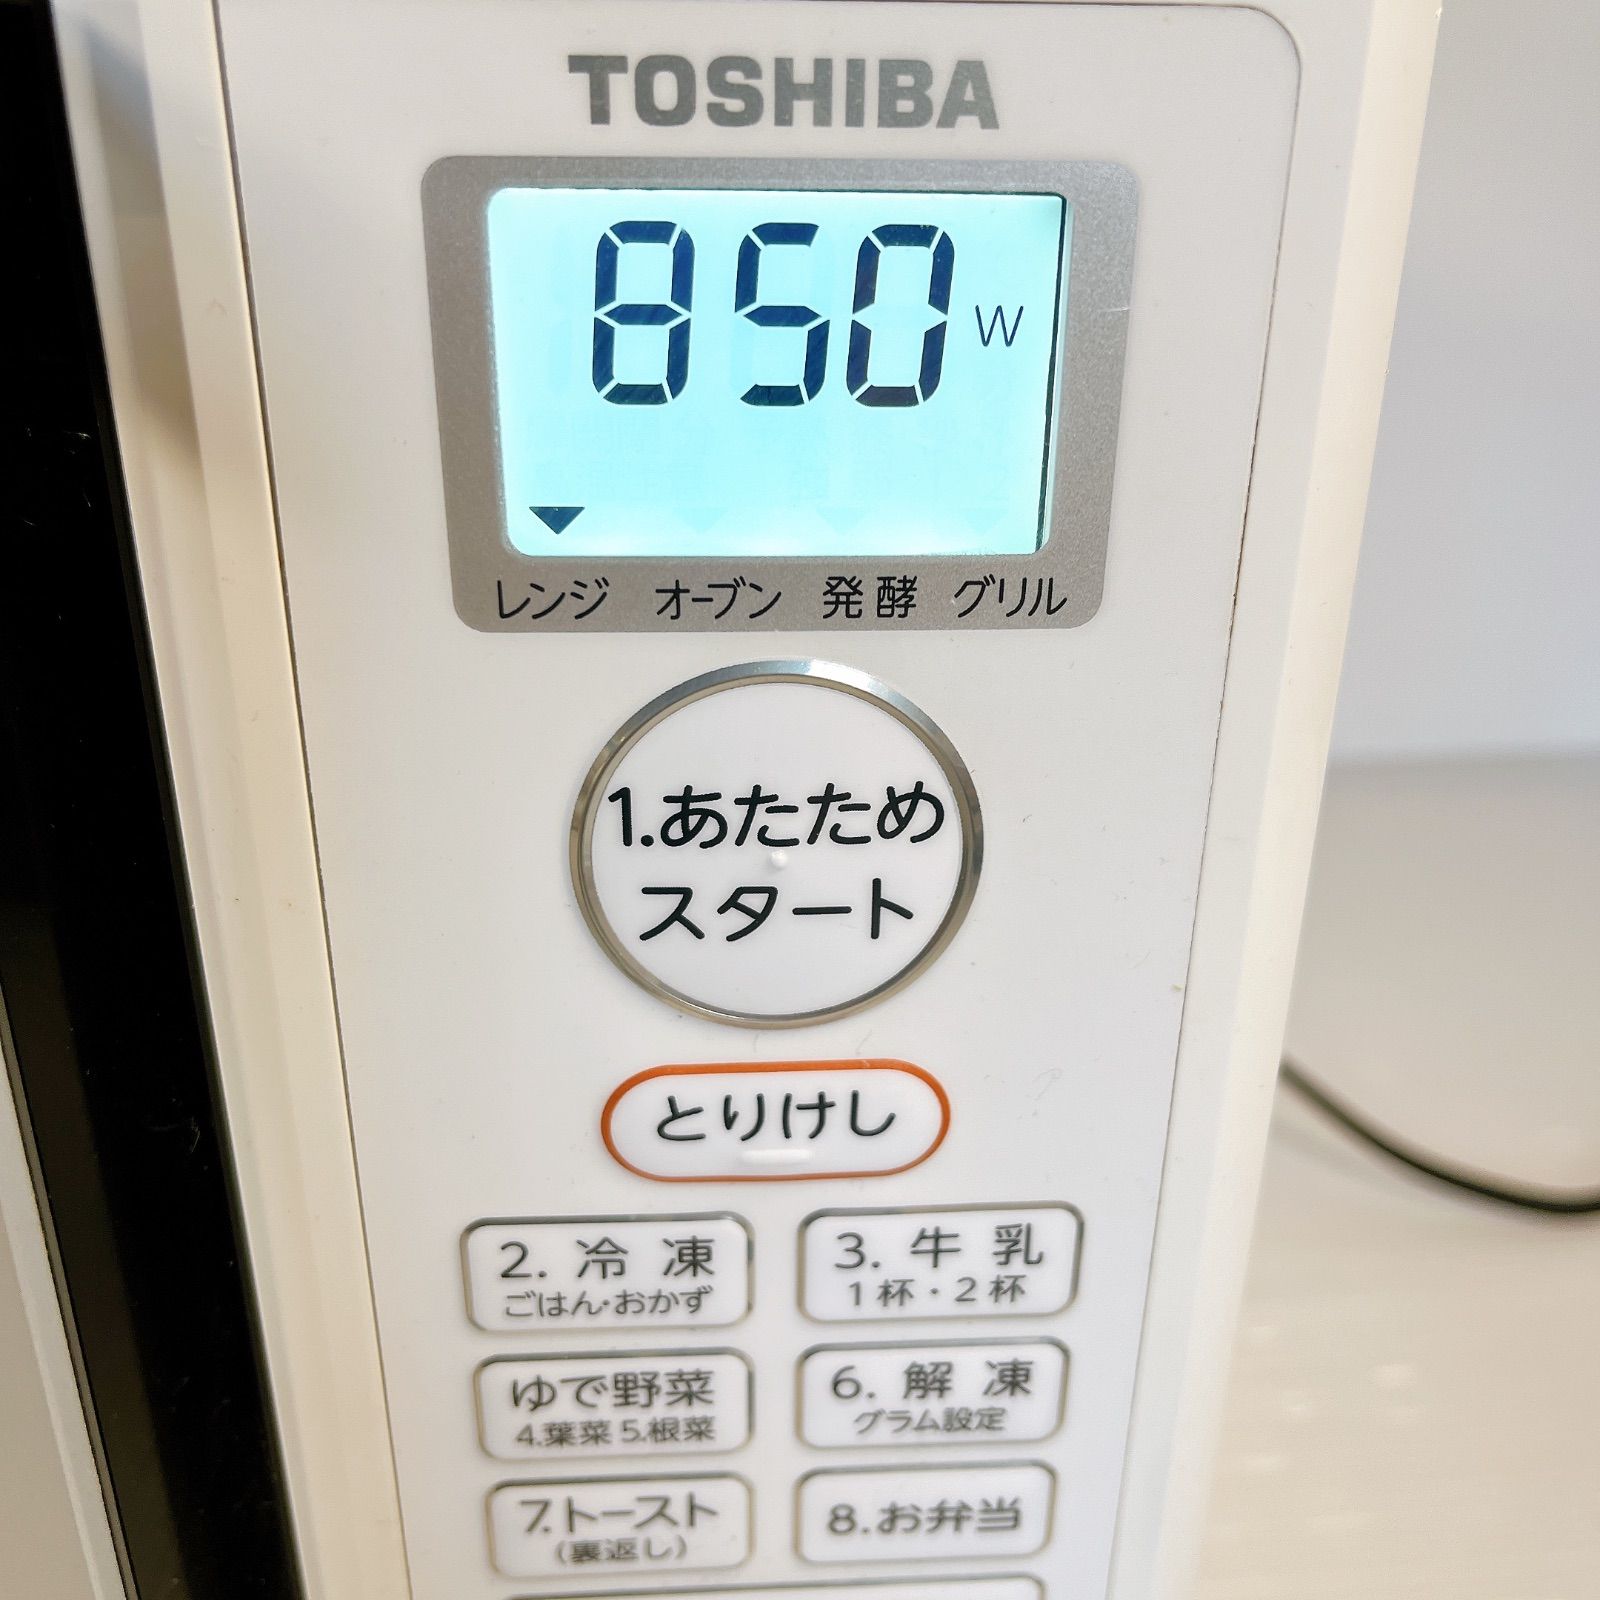 TOSHIBA
850 W
レンジ オーブン 発酵 グリル
1.あたため
スタート
とりけし
2. 冷凍
ごはん・おかず
3. 牛乳
1杯・2杯
ゆで野菜
4.葉菜 5.根菜
6. 解凍
グラム設定
7.トースト
(裏返し)
8.お弁当